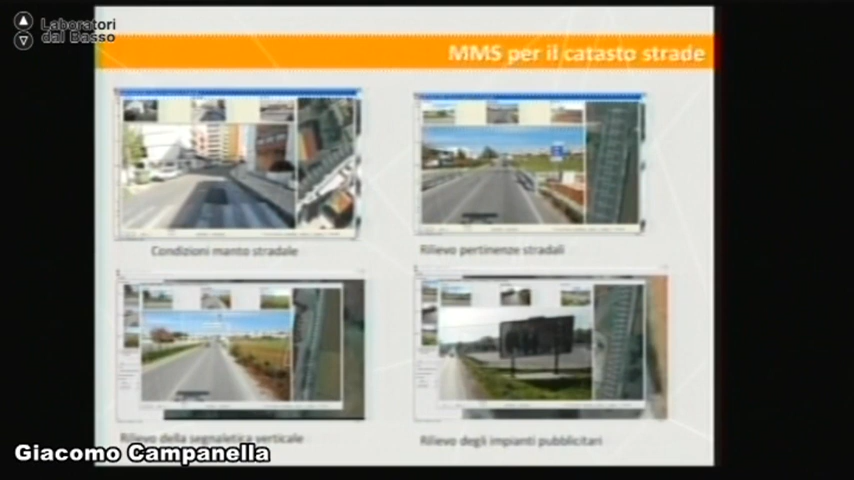 Laboratori
dal Basso
MMS per il catasto strade
Condizioni manto stradale
Rilievo pertinenze stradali
Rilievo della segnaletica verticale
Rilievo degli impianti pubblicitari
Giacomo Campanella